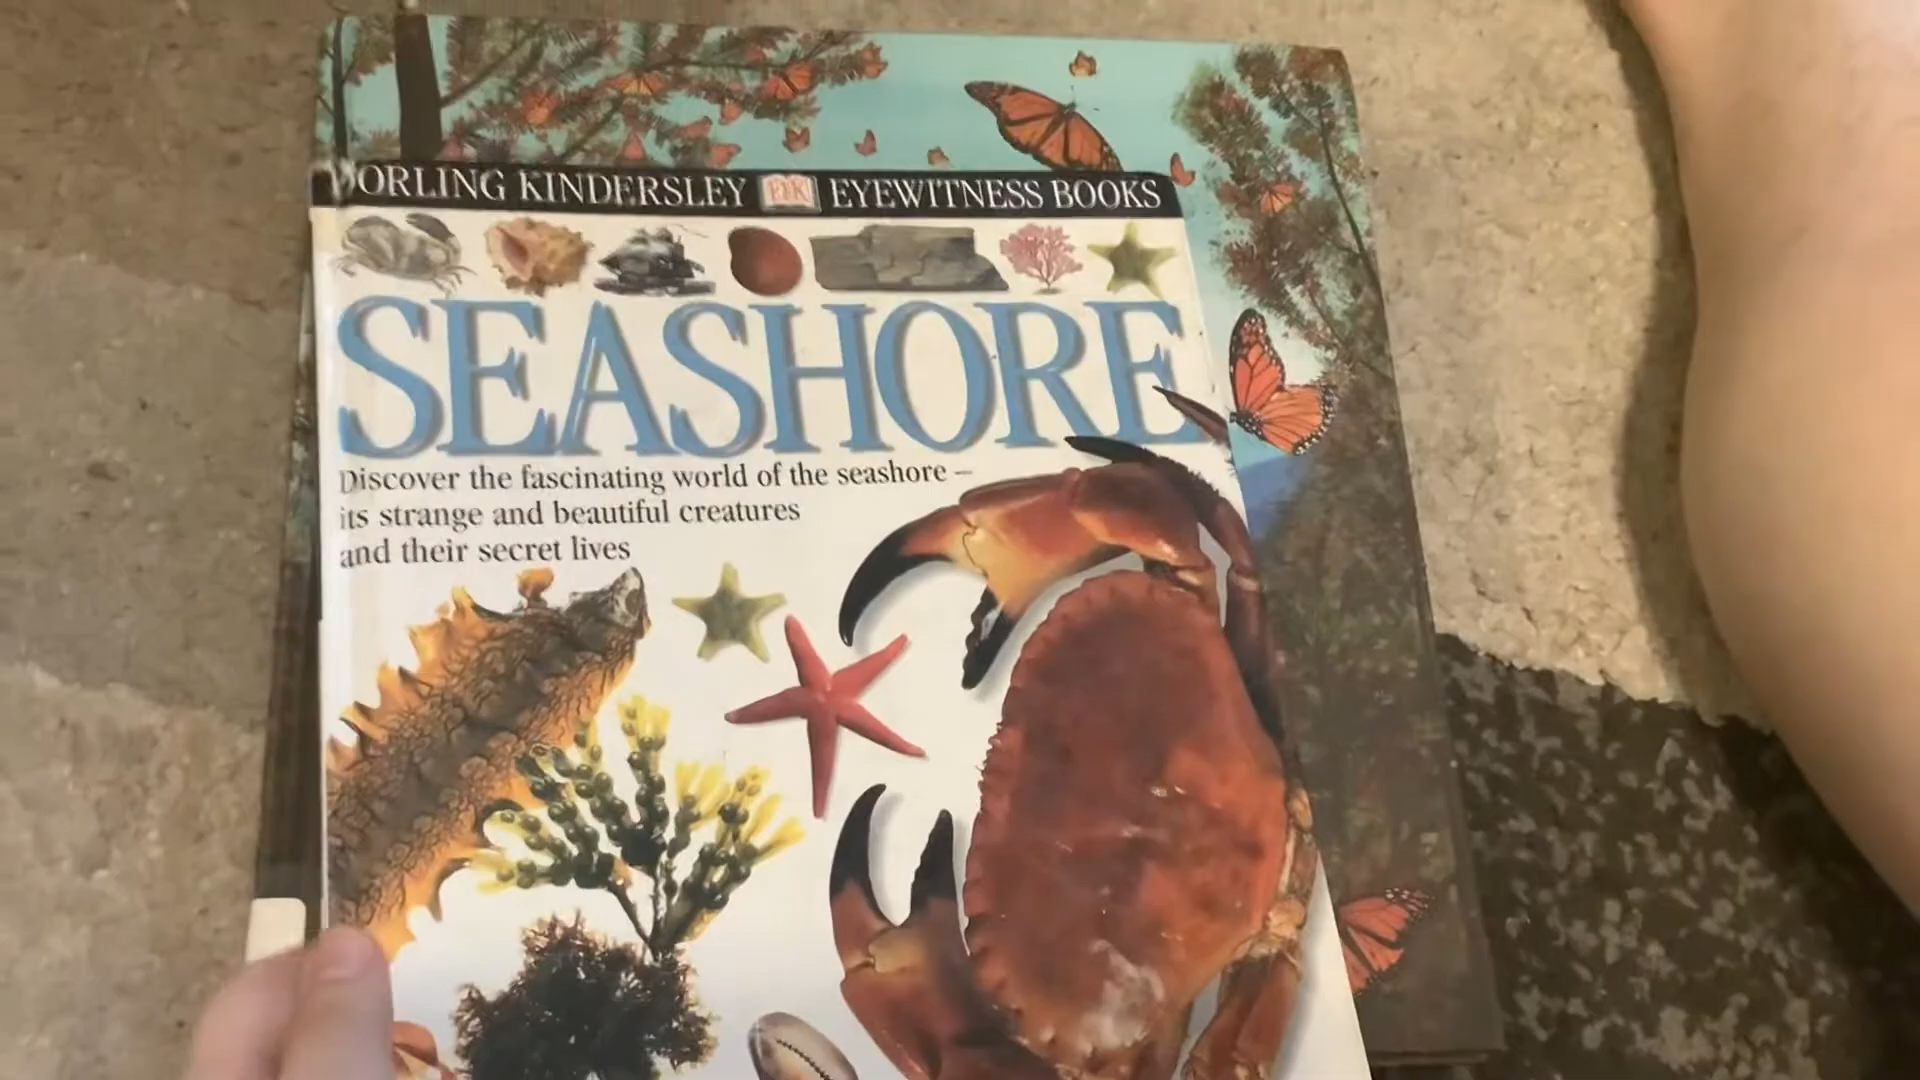 DORLING KINDERSLEY DK EYEWITNESS BOOKS
SEASHORE
Discover the fascinating world of the seashore –
its strange and beautiful creatures
and their secret lives